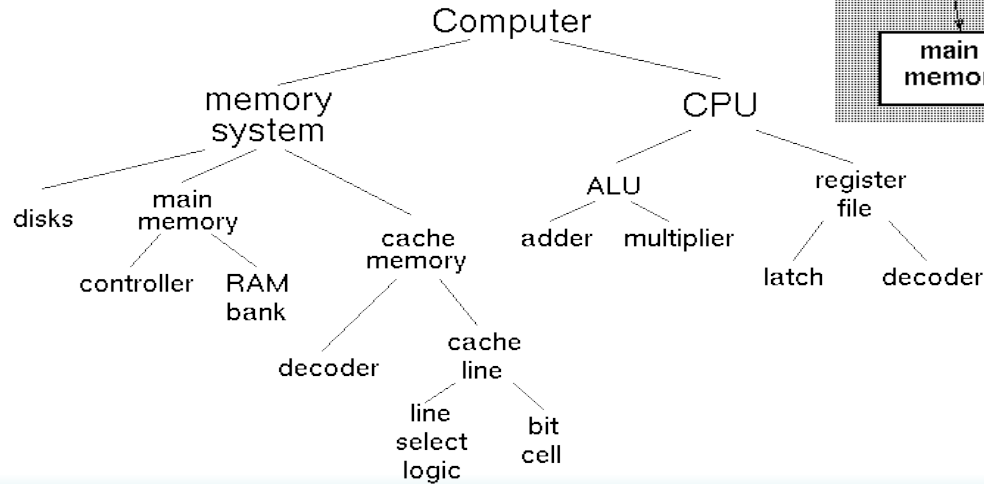 Computer
main
memor
memory
system
CPU
disks
main
memory
cache
memory
ALU
register
file
controller
RAM
bank
adder
multiplier
latch
decoder
decoder
cache
line
line
select
logic
bit
cell